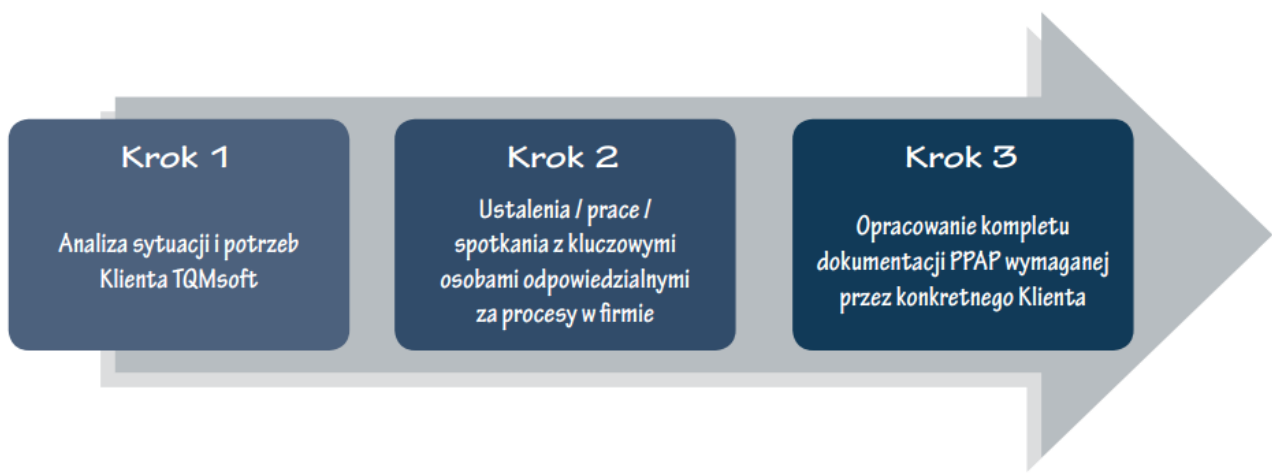 Krok 1
Analiza sytuacji i potrzeb
Klienta TQMsoft
Krok 2
Ustalenia / prace /
spotkania z kluczowymi
osobami odpowiedzialnymi
za procesy w firmie
Krok 3
Opracowanie kompletu
dokumentacji PPAP wymaganej
przez konkretnego Klienta